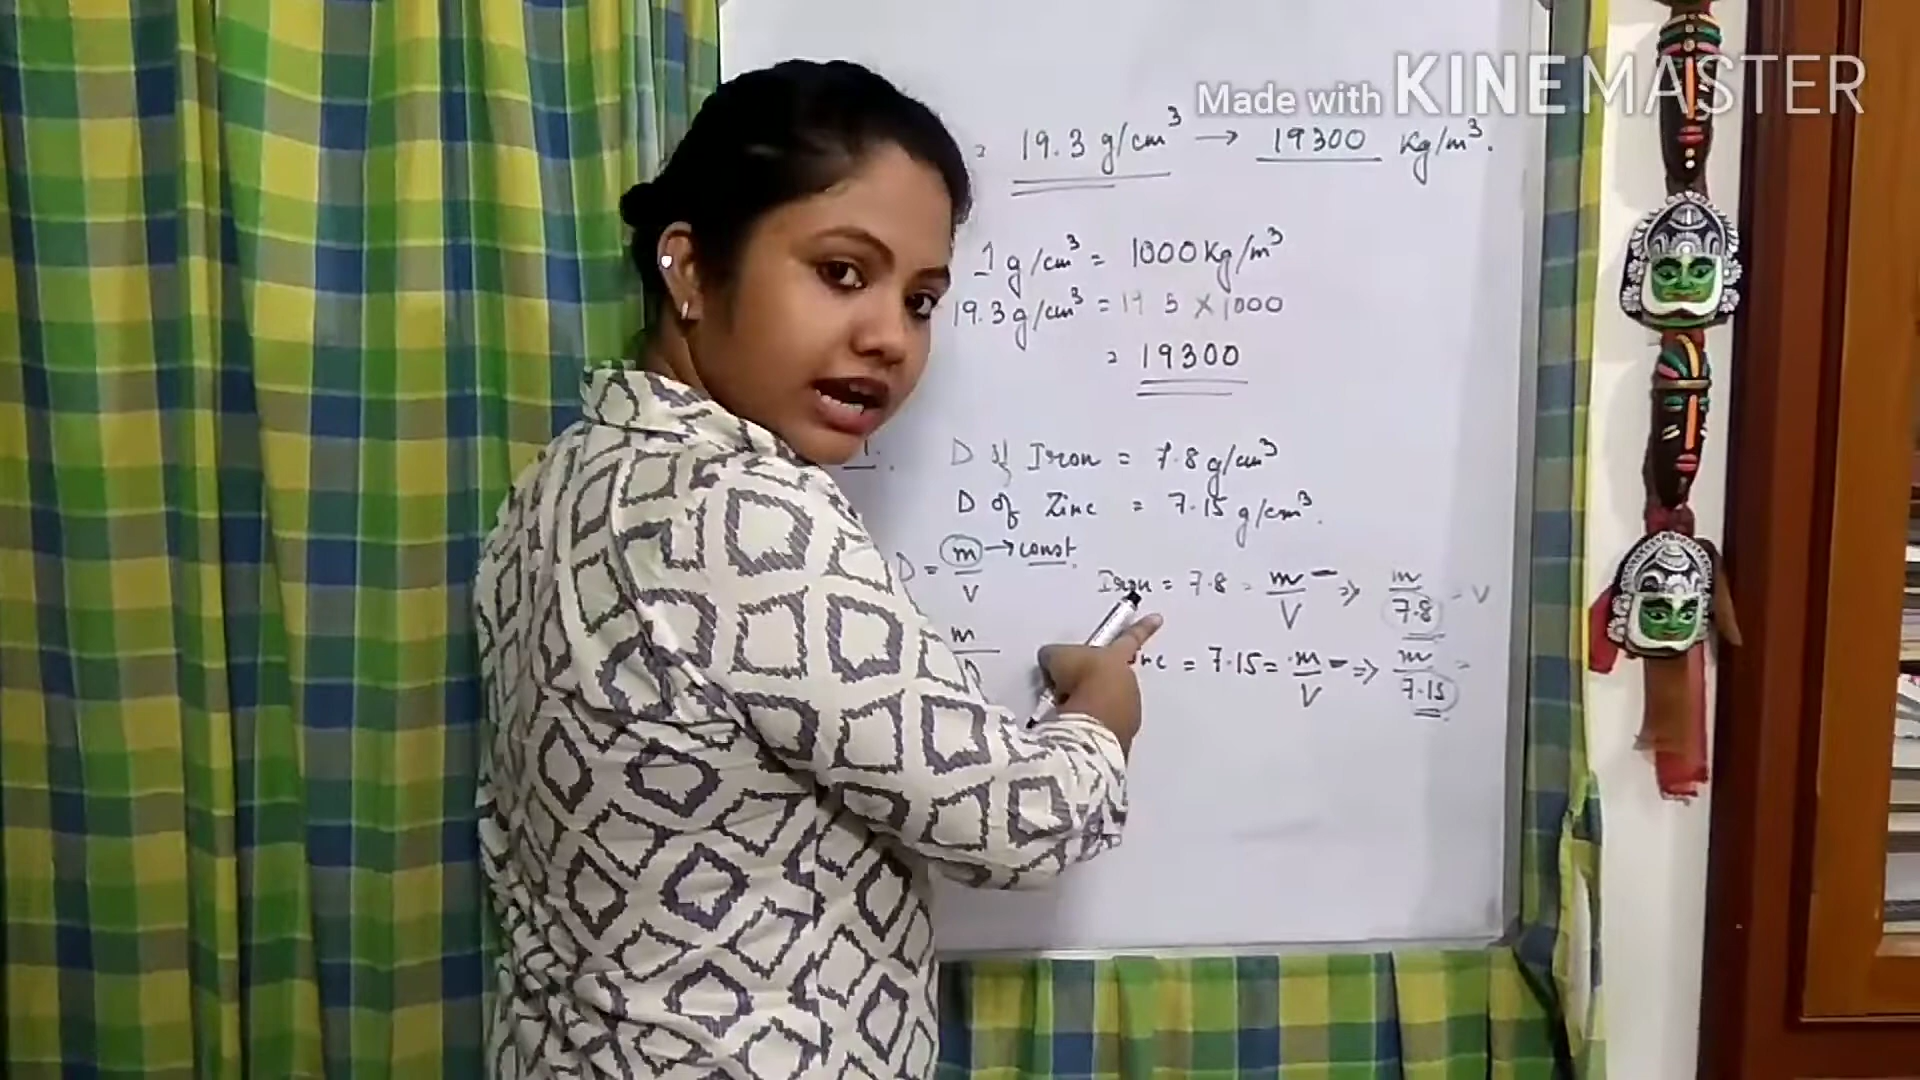 Made with KINEMASTER
= 19.3 g/cm³ → 19300 Kg/m³.
1 g/cm³ = 1000 Kg/m³
19.3 g/cm³ = 19 3 × 1000
= 19300
D of Iron = 7.8 g/cm³
D of Zinc = 7.15 g/cm³.
D = m/V → const.
Iron = 7.8 = m/V ⇒ m/7.8 = V
m
= 7.15 = m/V ⇒ m/7.15 =